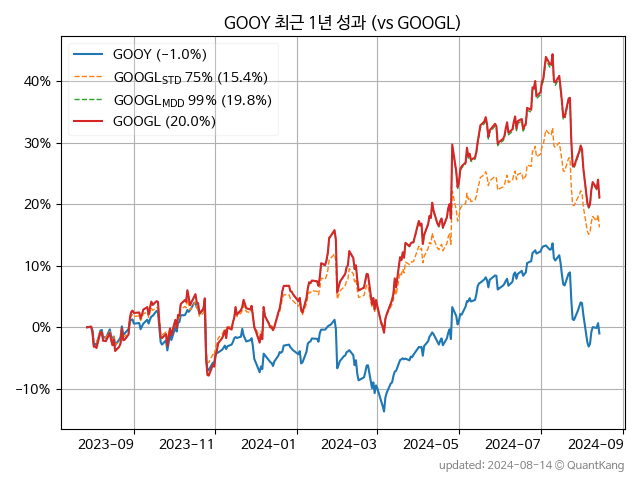 GOOY 최근 1년 성과 (vs GOOGL)
GOOY (−1.0%)
GOOGL_STD 75% (15.4%)
GOOGL_MDD 99% (19.8%)
GOOGL (20.0%)
40%
30%
20%
10%
0%
−10%
2023−09 2023−11 2024−01 2024−03 2024−05 2024−07 2024−09
updated: 2024-08-14 © QuantKang